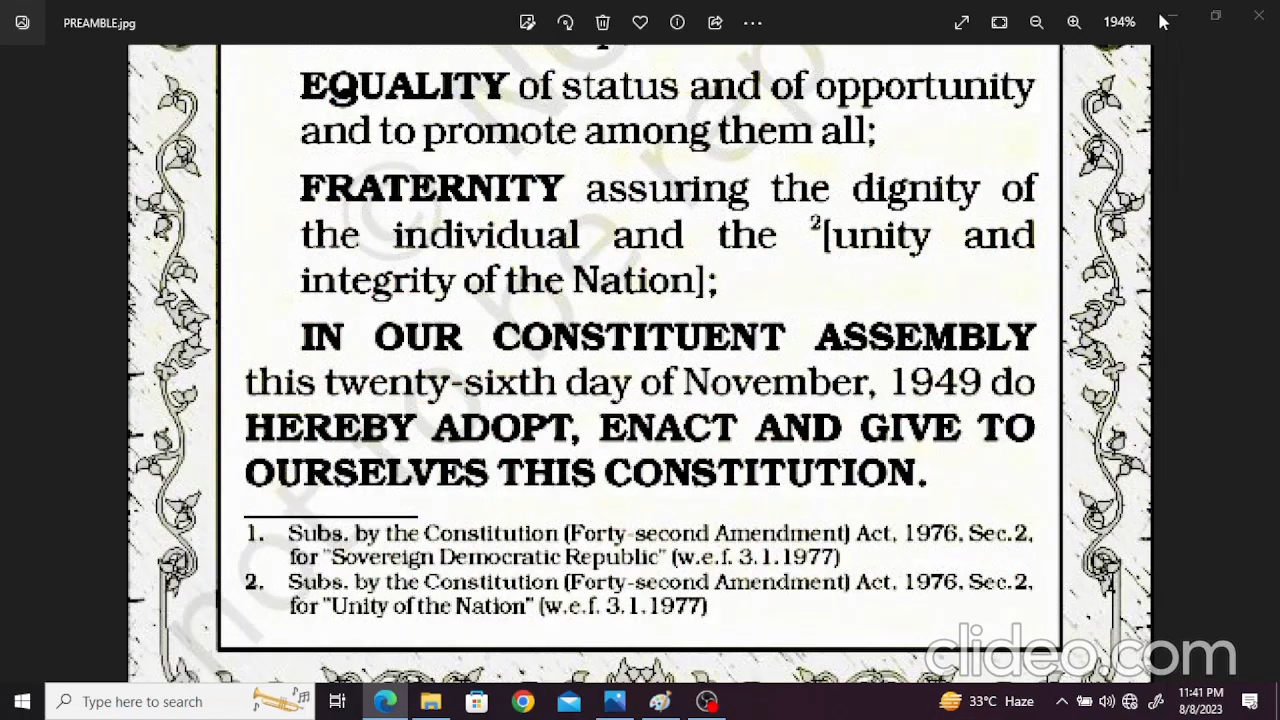 PREAMBLE.jpg
194%
EQUALITY of status and of opportunity
and to promote among them all;
FRATERNITY assuring the dignity of
the individual and the ²[unity and
integrity of the Nation];
IN OUR CONSTITUENT ASSEMBLY
this twenty-sixth day of November, 1949 do
HEREBY ADOPT, ENACT AND GIVE TO
OURSELVES THIS CONSTITUTION.
1. Subs. by the Constitution (Forty-second Amendment) Act, 1976, Sec.2,
for "Sovereign Democratic Republic" (w.e.f. 3.1.1977)
2. Subs. by the Constitution (Forty-second Amendment) Act, 1976, Sec.2,
for "Unity of the Nation" (w.e.f. 3.1.1977)
not to be rep
clideo.com
Type here to search
33°C Haze
11:41 PM
8/8/2023